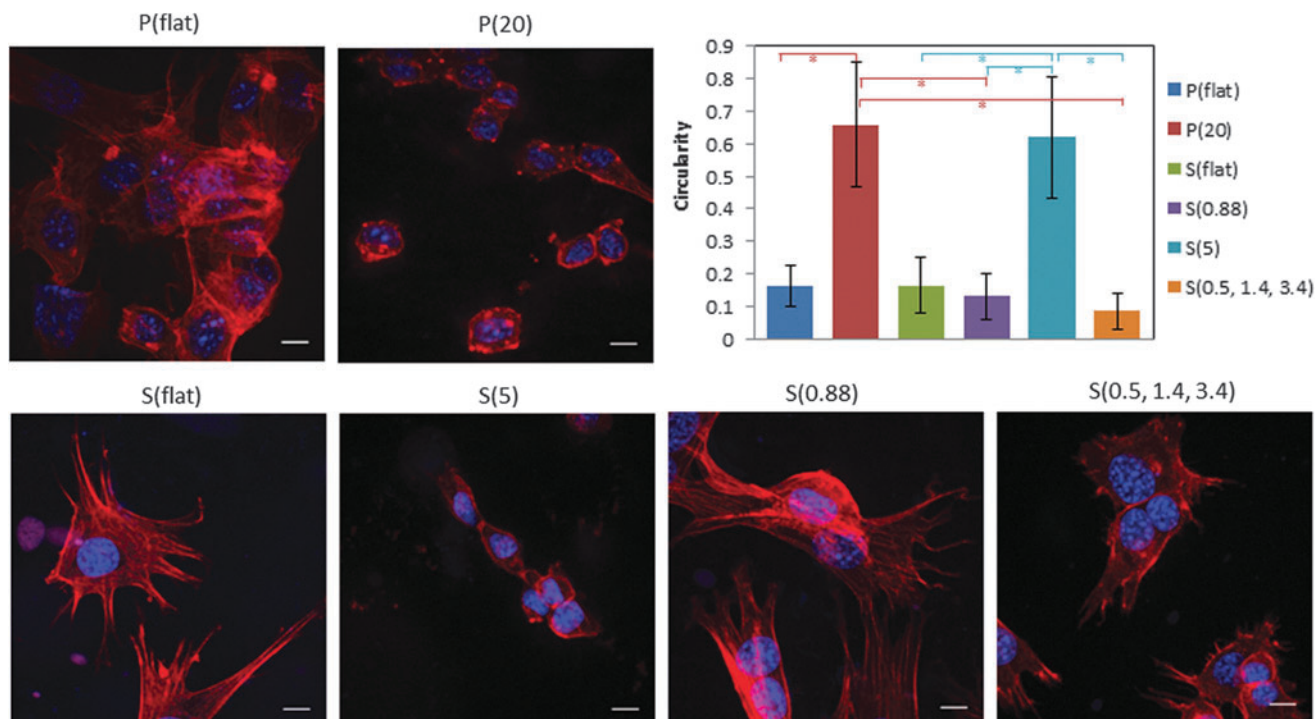 P(flat)
P(20)
S(flat)
S(5)
S(0.88)
S(0.5, 1.4, 3.4)
Circularity
0.9
0.8
0.7
0.6
0.5
0.4
0.3
0.2
0.1
0
*
*
*
*
*
*
P(flat)
P(20)
S(flat)
S(0.88)
S(5)
S(0.5, 1.4, 3.4)